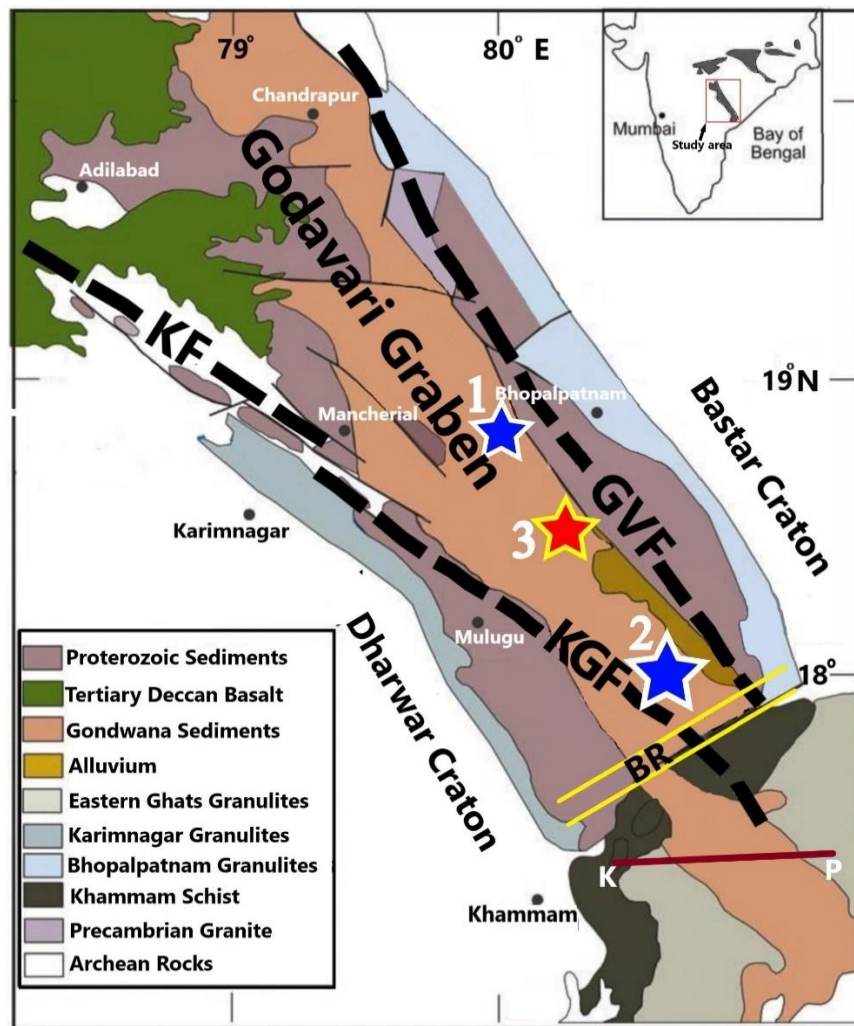 79°
80° E
Chandrapur
Adilabad
Godavari Graben
Mumbai
Study area
Bay of
Bengal
KF
19°N
1
Bhopalpatnam
Mancherial
Bastar Craton
GVF
3
Karimnagar
Mulugu
2
KGF
18°
Dharwar Craton
BR
K
P
Khammam
Proterozoic Sediments
Tertiary Deccan Basalt
Gondwana Sediments
Alluvium
Eastern Ghats Granulites
Karimnagar Granulites
Bhopalpatnam Granulites
Khammam Schist
Precambrian Granite
Archean Rocks